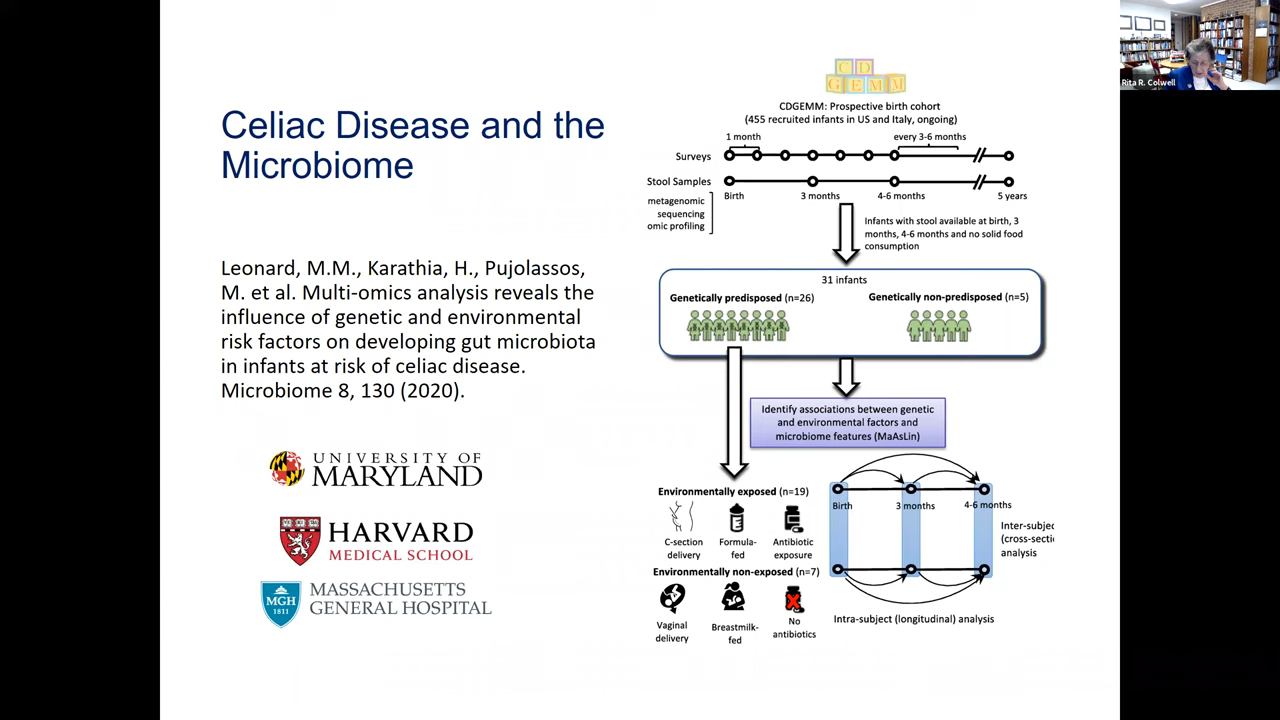 Rita R. Colwell
Celiac Disease and the
Microbiome
Leonard, M.M., Karathia, H., Pujolassos,
M. et al. Multi-omics analysis reveals the
influence of genetic and environmental
risk factors on developing gut microbiota
in infants at risk of celiac disease.
Microbiome 8, 130 (2020).
UNIVERSITY OF
MARYLAND
HARVARD
MEDICAL SCHOOL
MGH
1811
MASSACHUSETTS
GENERAL HOSPITAL
CD
GEMM
CDGEMM: Prospective birth cohort
(455 recruited infants in US and Italy, ongoing)
1 month
every 3-6 months
Surveys
Stool Samples
metagenomic
sequencing
omic profiling
Birth
3 months
4-6 months
5 years
Infants with stool available at birth, 3
months, 4-6 months and no solid food
consumption
31 infants
Genetically predisposed (n=26)
Genetically non-predisposed (n=5)
Identify associations between genetic
and environmental factors and
microbiome features (MaAsLin)
Environmentally exposed (n=19)
C-section
delivery
Formula-
fed
Antibiotic
exposure
Environmentally non-exposed (n=7)
Vaginal
delivery
Breastmilk-
fed
No
antibiotics
Birth
3 months
4-6 months
Inter-subjec
(cross-secti
analysis
Intra-subject (longitudinal) analysis